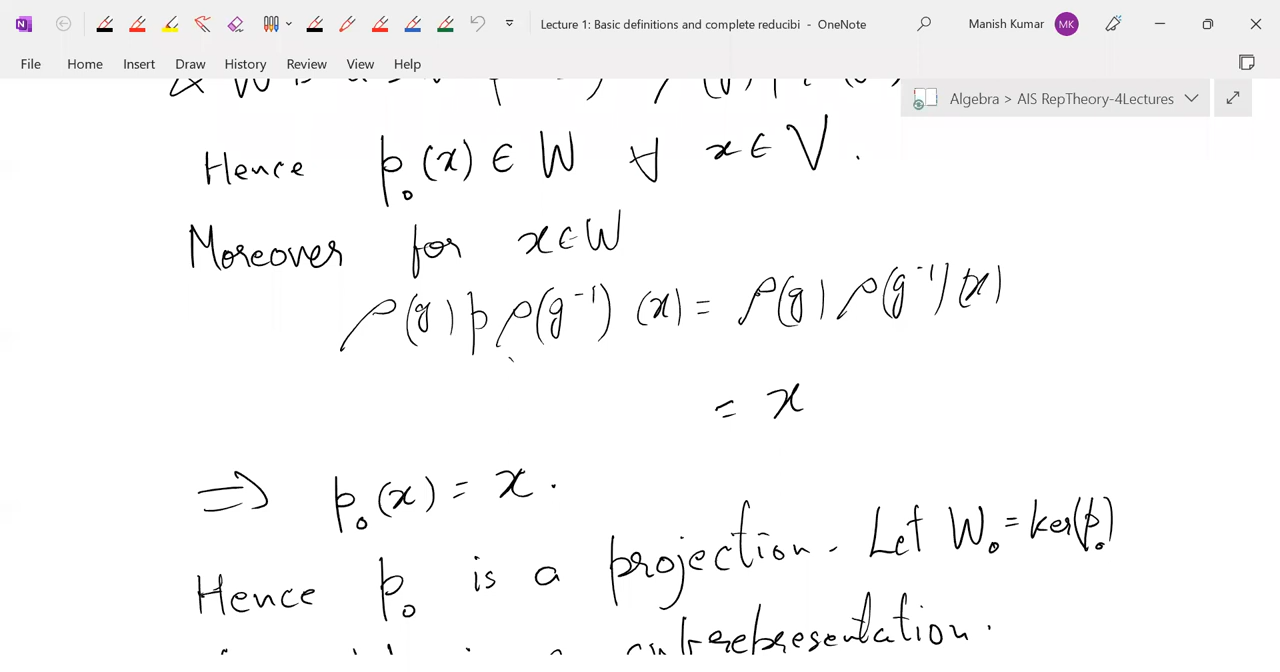 Lecture 1: Basic definitions and complete reducibi - OneNote
Manish Kumar MK
File Home Insert Draw History Review View Help
Algebra > AIS RepTheory-4Lectures
Hence p₀(x) ∈ W ∀ x ∈ V.
Moreover for x ∈ W
ρ(g) p ρ(g⁻¹) (x) = ρ(g) ρ(g⁻¹)(x)
= x
⇒ p₀(x) = x.
Hence p₀ is a projection. Let W₀ = ker(p₀)
is a subrepresentation.